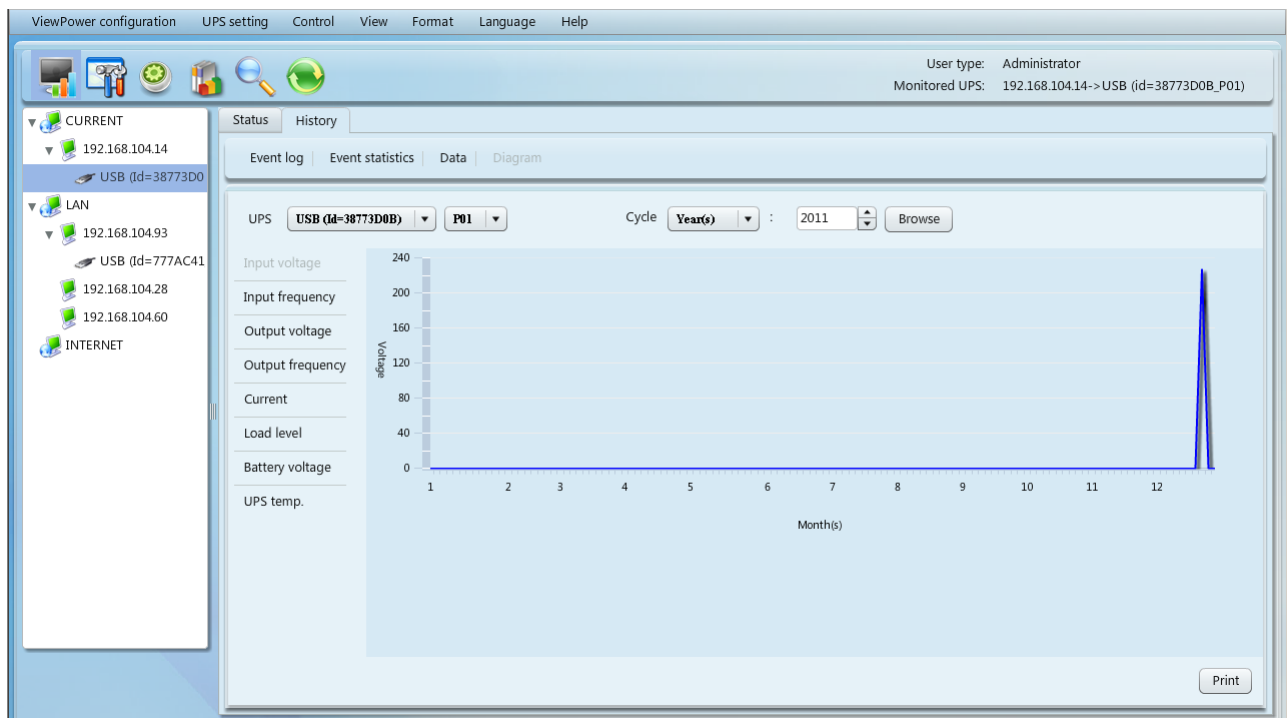 ViewPower configuration UPS setting Control View Format Language Help
User type: Administrator
Monitored UPS: 192.168.104.14->USB (id=38773D0B_P01)
CURRENT
192.168.104.14
USB (Id=38773D0
LAN
192.168.104.93
USB (Id=777AC41
192.168.104.28
192.168.104.60
INTERNET
Status History
Event log Event statistics Data Diagram
UPS USB (Id=38773D0B) P01 Cycle Year(s) : 2011 Browse
Input voltage
Input frequency
Output voltage
Output frequency
Current
Load level
Battery voltage
UPS temp.
Voltage
240
200
160
120
80
40
0
1 2 3 4 5 6 7 8 9 10 11 12
Month(s)
Print